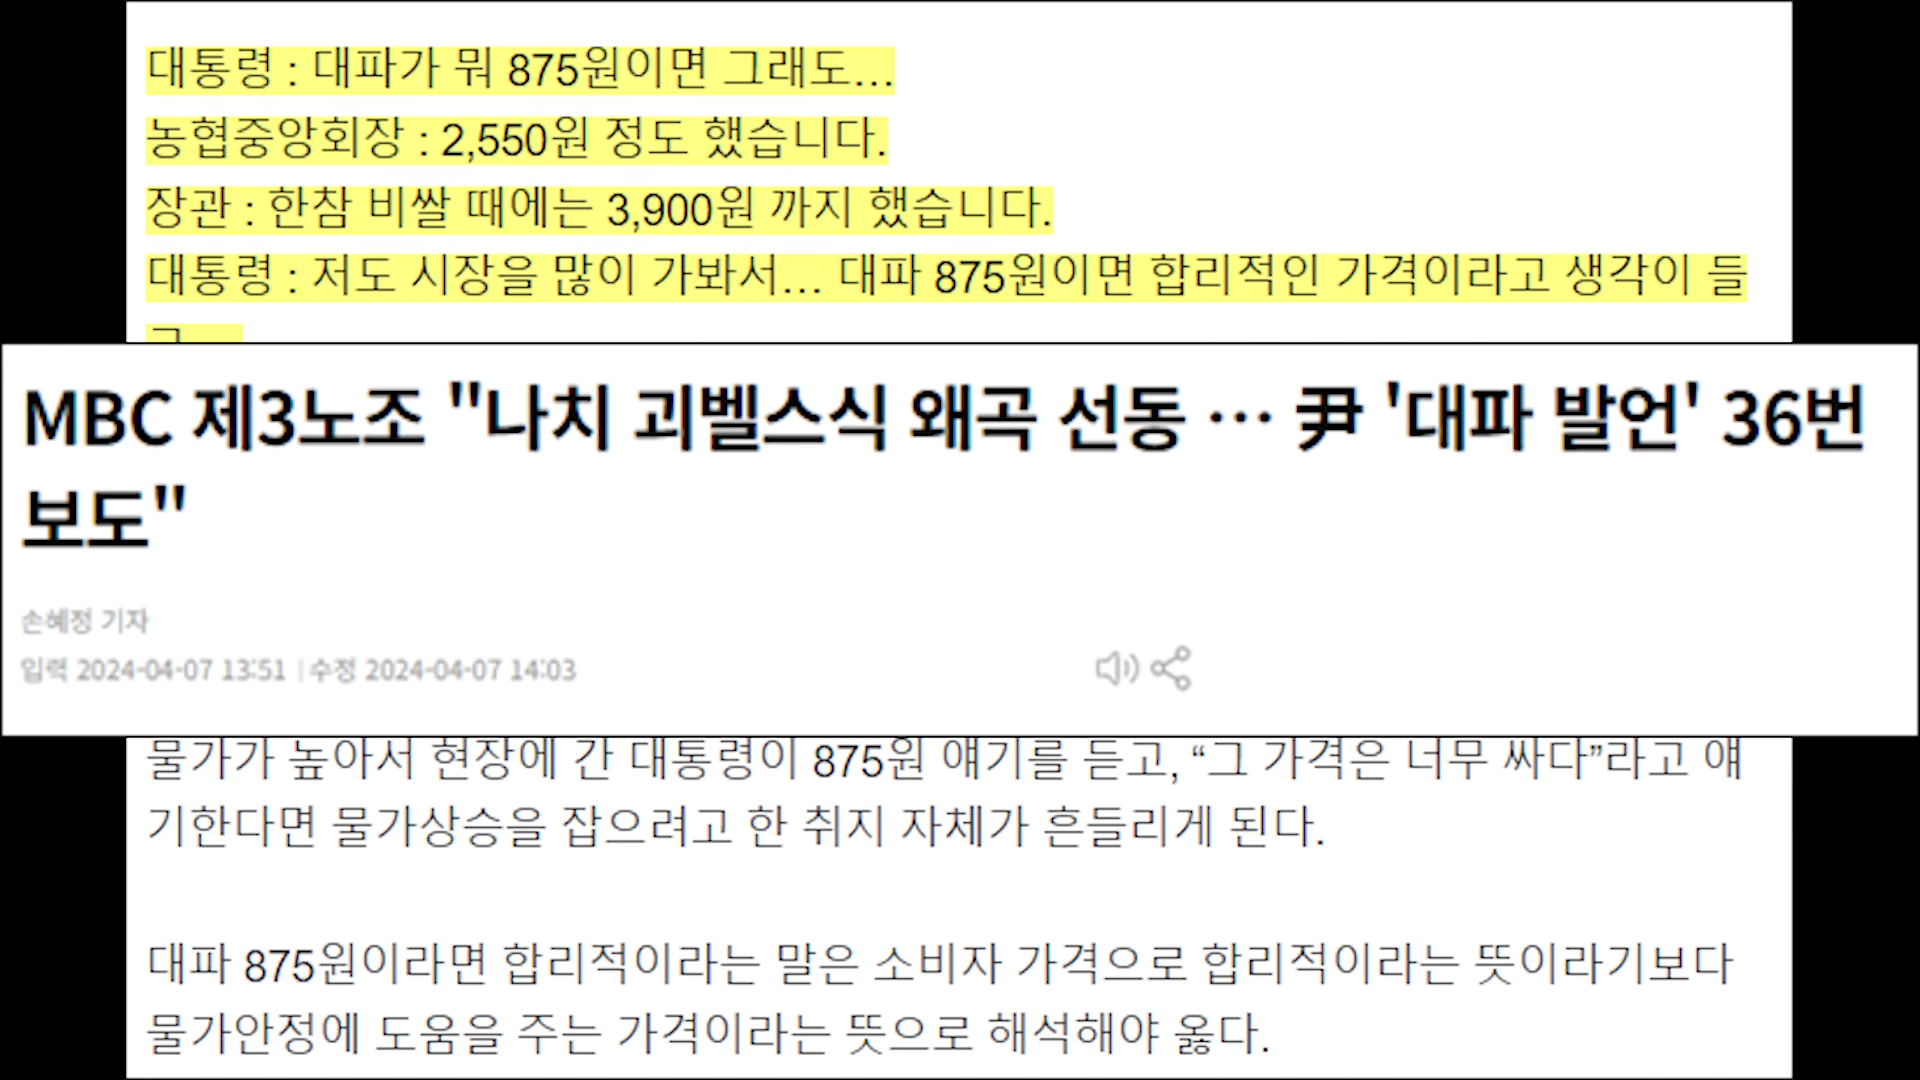 대통령 : 대파가 뭐 875원이면 그래도...
농협중앙회장 : 2,550원 정도 했습니다.
장관 : 한참 비쌀 때에는 3,900원 까지 했습니다.
대통령 : 저도 시장을 많이 가봐서... 대파 875원이면 합리적인 가격이라고 생각이 들
MBC 제3노조 "나치 괴벨스식 왜곡 선동 … 尹 '대파 발언' 36번
보도"
손혜정 기자
입력 2024-04-07 13:51 | 수정 2024-04-07 14:03
물가가 높아서 현장에 간 대통령이 875원 얘기를 듣고, “그 가격은 너무 싸다”라고 얘
기한다면 물가상승을 잡으려고 한 취지 자체가 흔들리게 된다.
대파 875원이라면 합리적이라는 말은 소비자 가격으로 합리적이라는 뜻이라기보다
물가안정에 도움을 주는 가격이라는 뜻으로 해석해야 옳다.